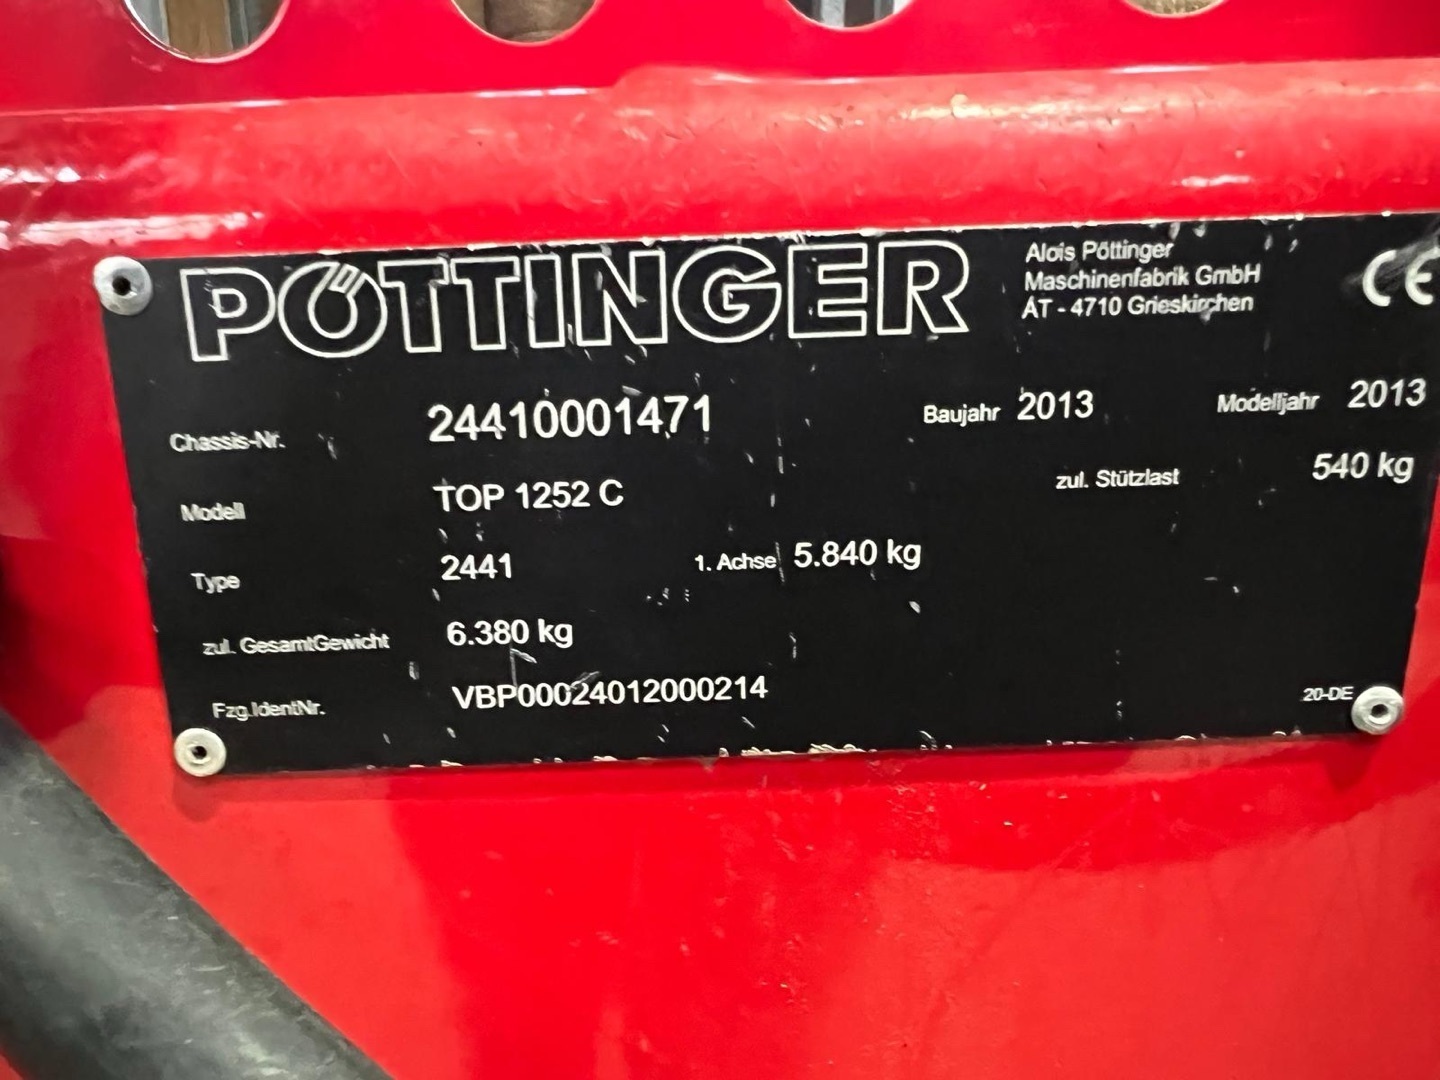 PÖTTINGER
Alois Pöttinger
Maschinenfabrik GmbH
AT - 4710 Grieskirchen
CE
Chassis-Nr. 24410001471 Baujahr 2013 Modelljahr 2013
Modell TOP 1252 C zul. Stützlast 540 kg
Type 2441 1. Achse 5.840 kg
zul. GesamtGewicht 6.380 kg
Fzg.IdentNr. VBP00024012000214
20-DE